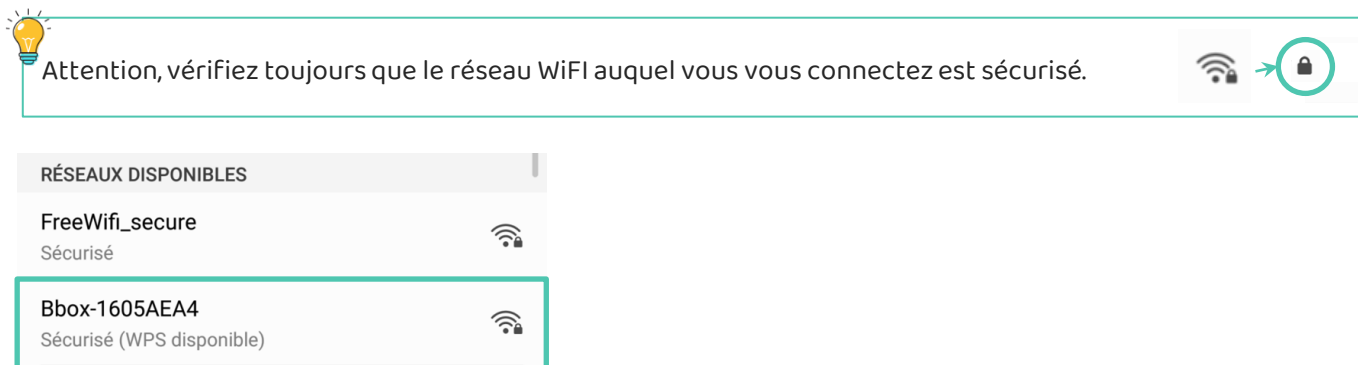 Attention, vérifiez toujours que le réseau WiFI auquel vous vous connectez est sécurisé.
RÉSEAUX DISPONIBLES
FreeWifi_secure
Sécurisé
Bbox-1605AEA4
Sécurisé (WPS disponible)